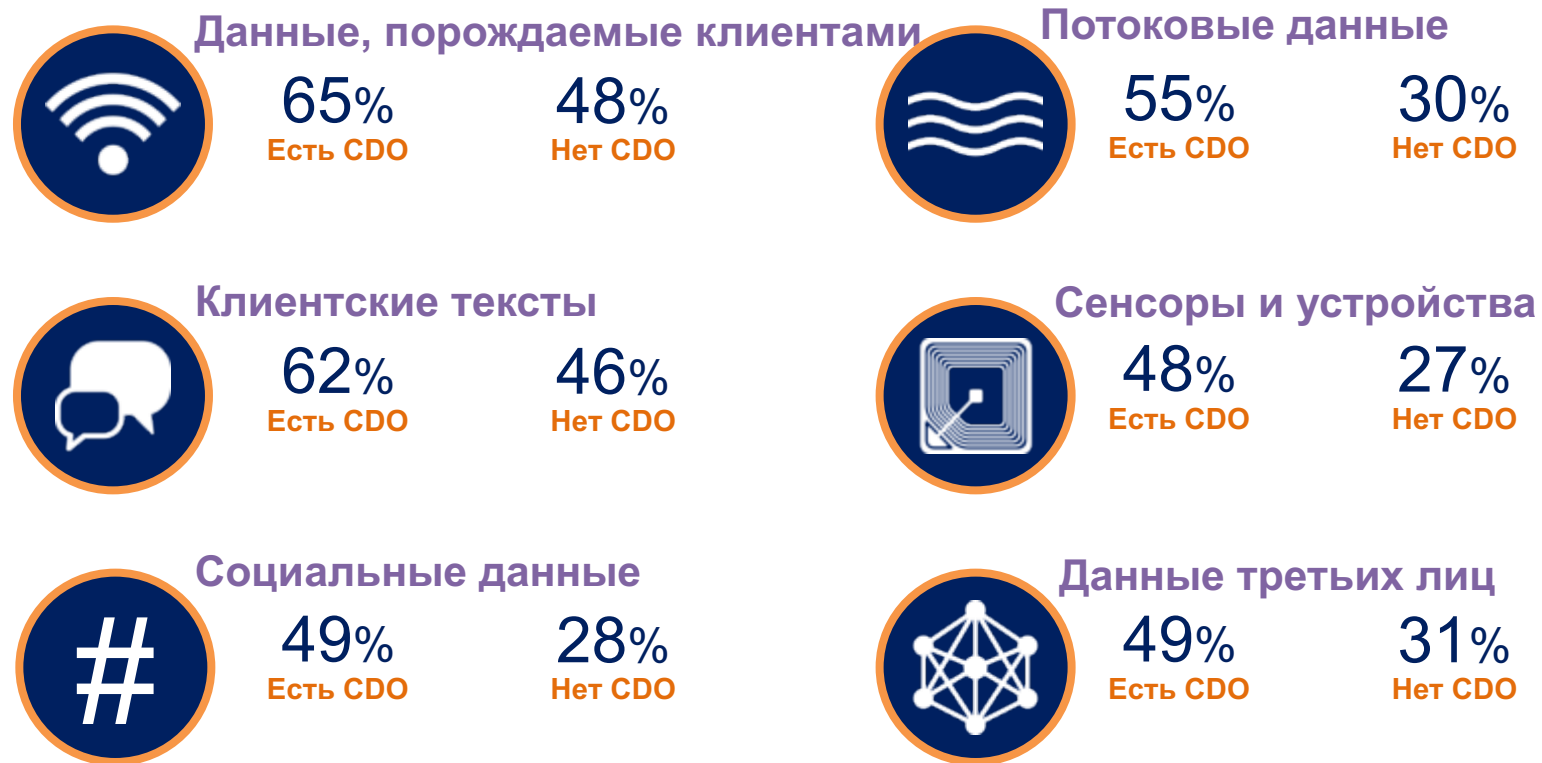 Данные, порождаемые клиентами
65% 48%
Есть CDO Нет CDO
Потоковые данные
55% 30%
Есть CDO Нет CDO
Клиентские тексты
62% 46%
Есть CDO Нет CDO
Сенсоры и устройства
48% 27%
Есть CDO Нет CDO
#
Социальные данные
49% 28%
Есть CDO Нет CDO
Данные третьих лиц
49% 31%
Есть CDO Нет CDO